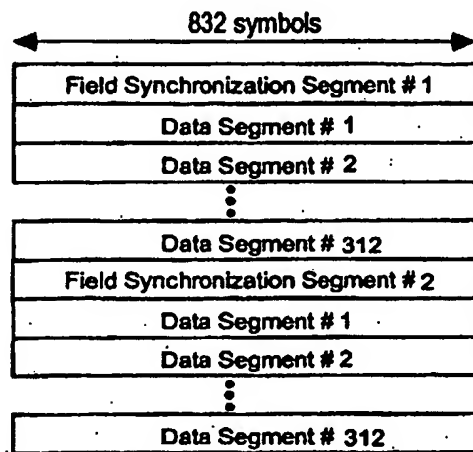 832 symbols
Field Synchronization Segment # 1
Data Segment # 1
Data Segment # 2
Data Segment # 312
Field Synchronization Segment # 2
Data Segment # 1
Data Segment # 2
Data Segment # 312